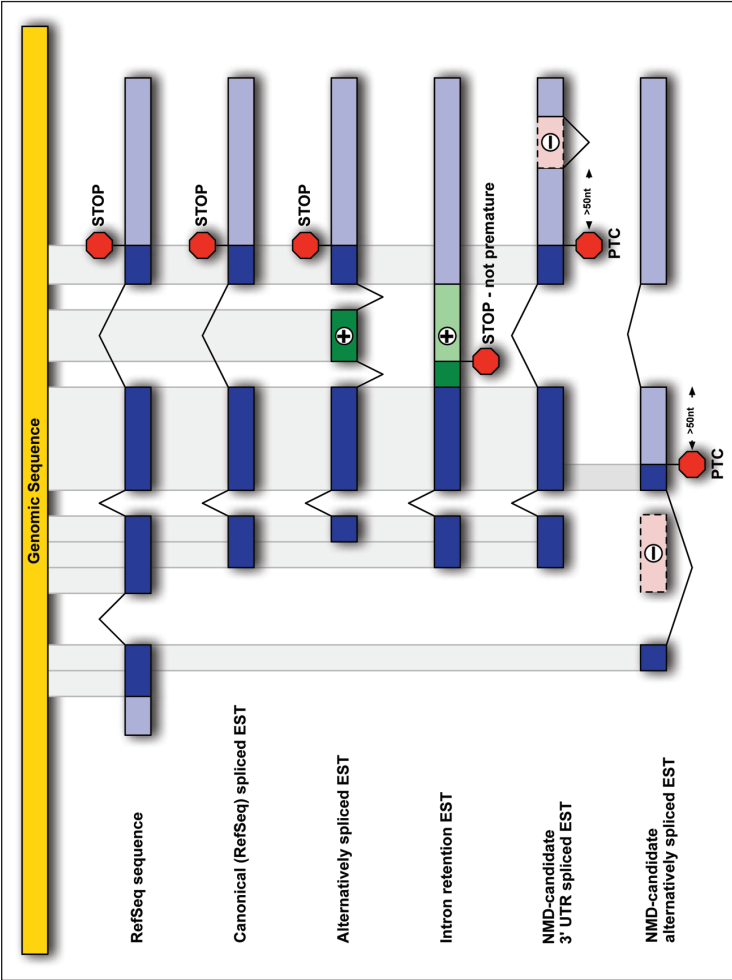 Genomic Sequence
RefSeq sequence
STOP
Canonical (RefSeq) spliced EST
STOP
Alternatively spliced EST
+
STOP
Intron retention EST
+
STOP - not premature
NMD-candidate
3' UTR spliced EST
−
>50nt
PTC
NMD-candidate
alternatively spliced EST
−
>50nt
PTC